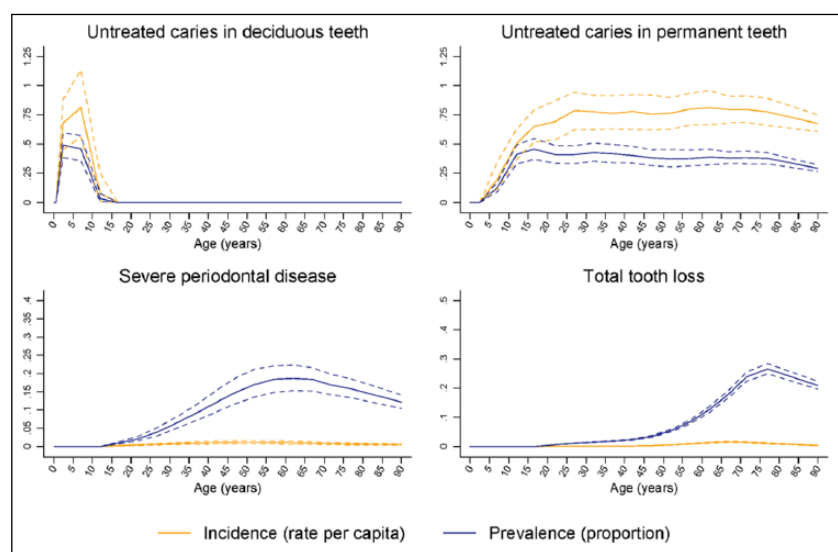 Untreated caries in deciduous teeth
1.25
1
.75
.5
.25
0
0 5 10 15 20 25 30 35 40 45 50 55 60 65 70 75 80 85 90
Age (years)
Untreated caries in permanent teeth
1.25
1
.75
.5
.25
0
0 5 10 15 20 25 30 35 40 45 50 55 60 65 70 75 80 85 90
Age (years)
Severe periodontal disease
.4
.35
.3
.25
.2
.15
.1
.05
0
0 5 10 15 20 25 30 35 40 45 50 55 60 65 70 75 80 85 90
Age (years)
Total tooth loss
.5
.4
.3
.2
.1
0
0 5 10 15 20 25 30 35 40 45 50 55 60 65 70 75 80 85 90
Age (years)
Incidence (rate per capita)
Prevalence (proportion)